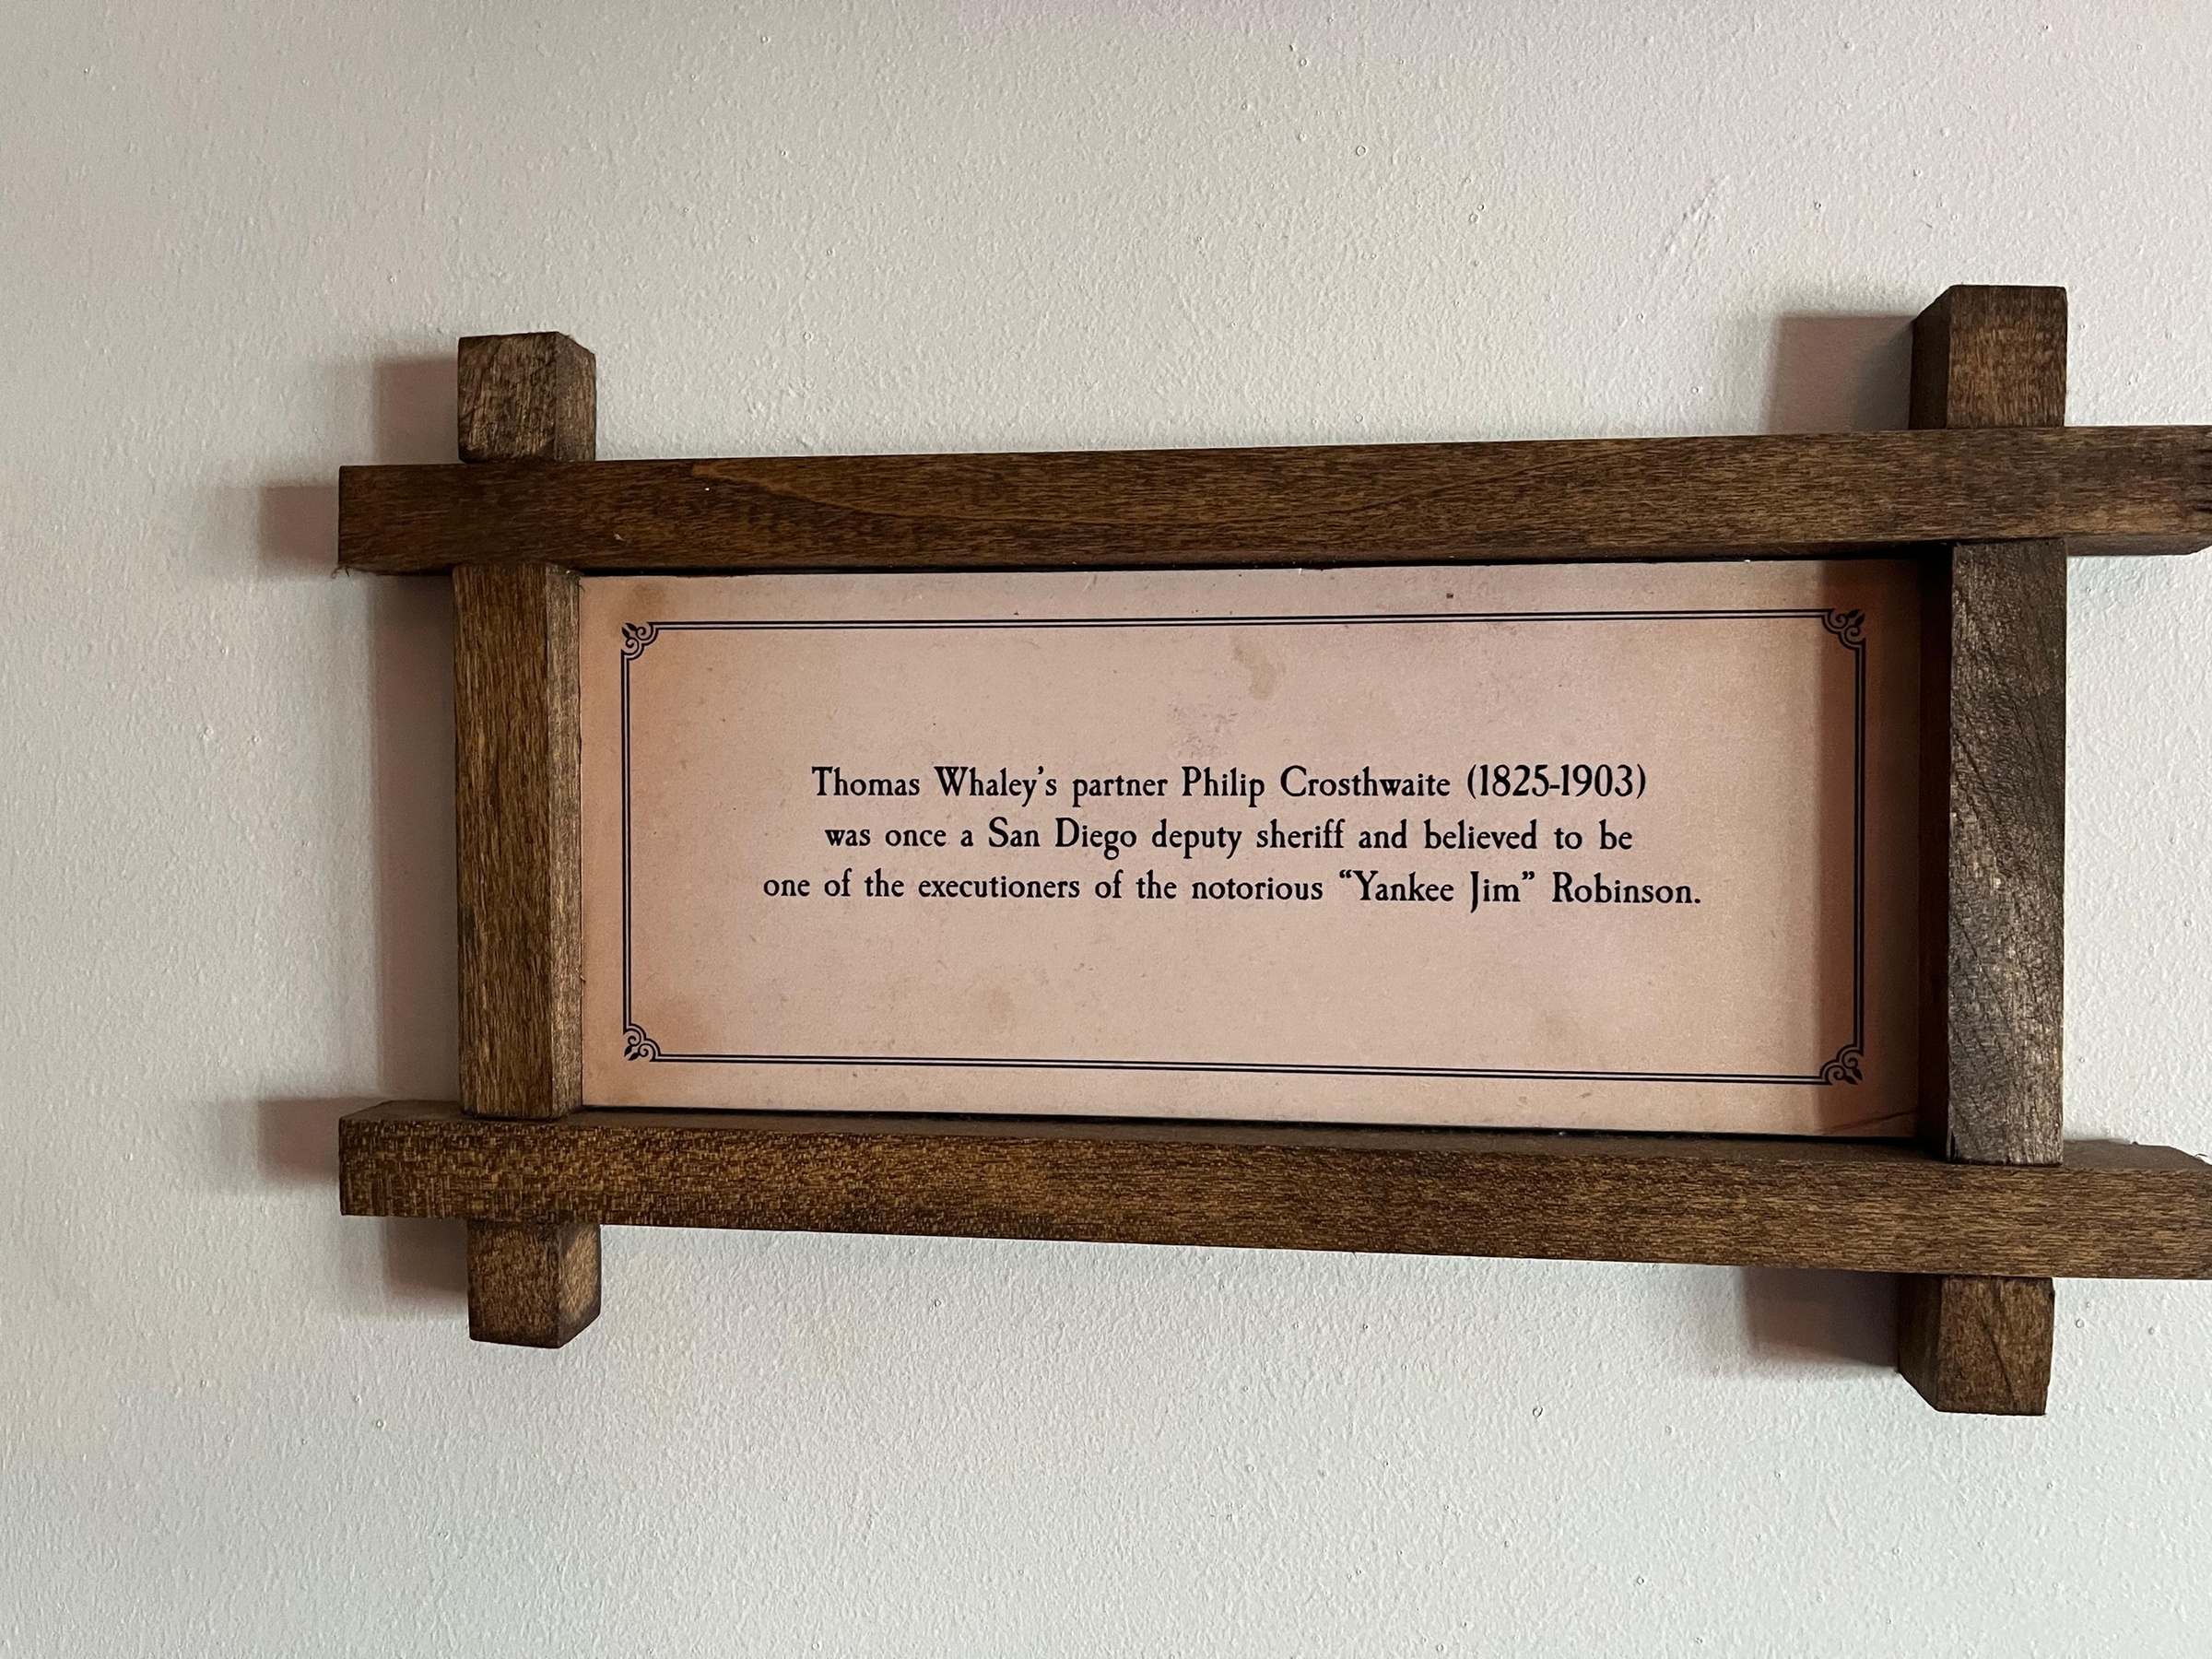 Thomas Whaley’s partner Philip Crosthwaite (1825-1903)
was once a San Diego deputy sheriff and believed to be
one of the executioners of the notorious “Yankee Jim” Robinson.